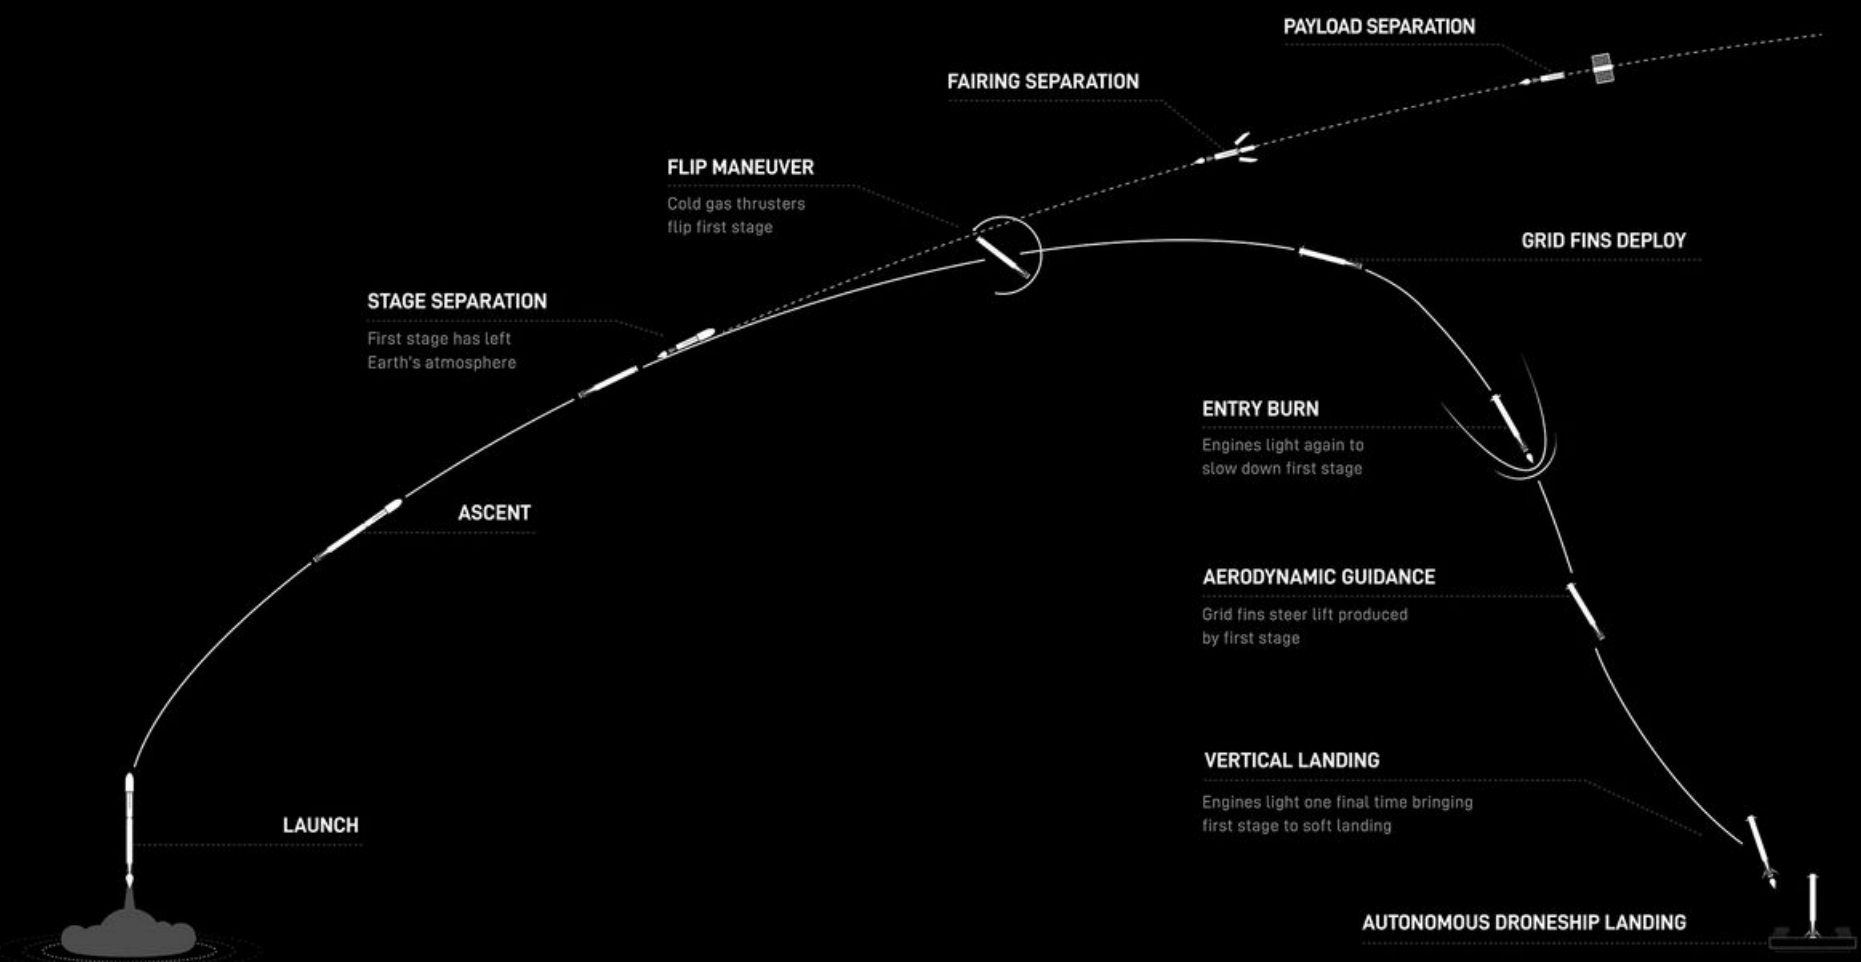 PAYLOAD SEPARATION
FAIRING SEPARATION
FLIP MANEUVER
Cold gas thrusters
flip first stage
GRID FINS DEPLOY
STAGE SEPARATION
First stage has left
Earth's atmosphere
ENTRY BURN
Engines light again to
slow down first stage
ASCENT
AERODYNAMIC GUIDANCE
Grid fins steer lift produced
by first stage
VERTICAL LANDING
Engines light one final time bringing
first stage to soft landing
LAUNCH
AUTONOMOUS DRONESHIP LANDING